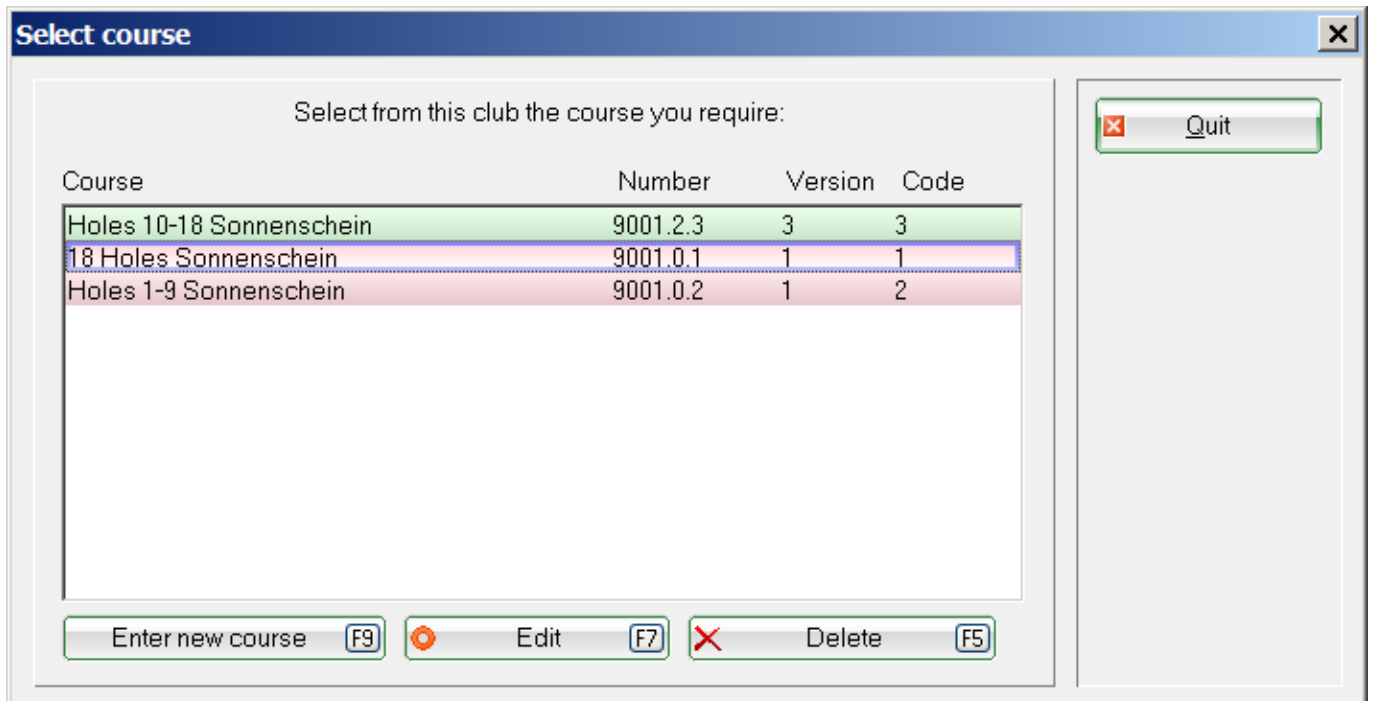 Select course
Select from this club the course you require:
Quit
Course Number Version Code
Holes 10-18 Sonnenschein 9001.2.3 3 3
18 Holes Sonnenschein 9001.0.1 1 1
Holes 1-9 Sonnenschein 9001.0.2 1 2
Enter new course F9 Edit F7 Delete F5